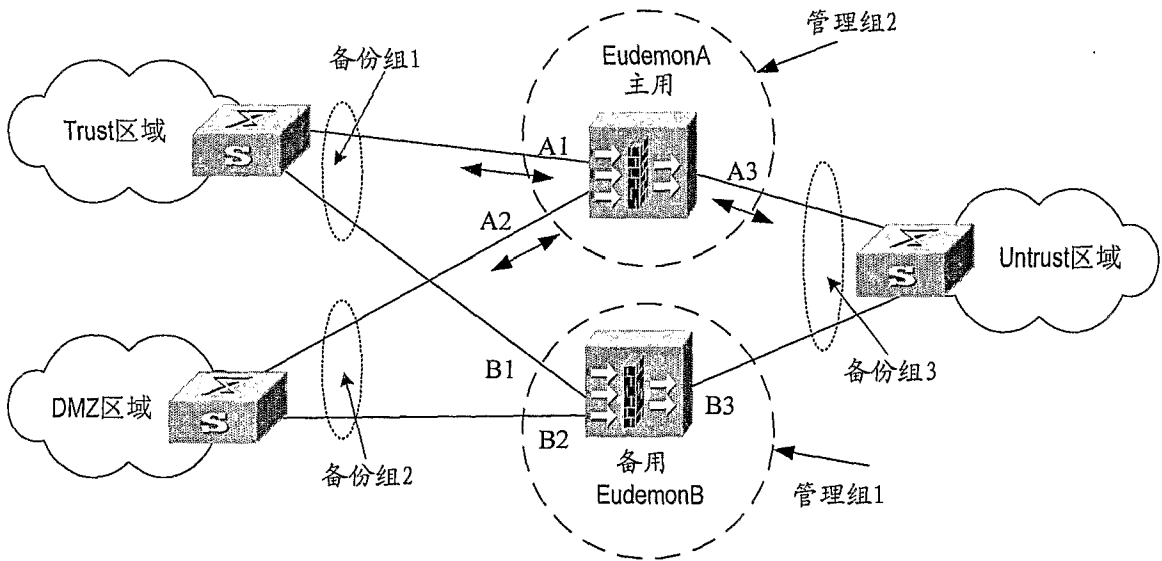 管理组2
备份组1
EudemonA
主用
Trust区域
S
A1
A3
A2
S
Untrust区域
B1
备份组3
DMZ区域
S
B3
B2
备份组2
备用
EudemonB
管理组1